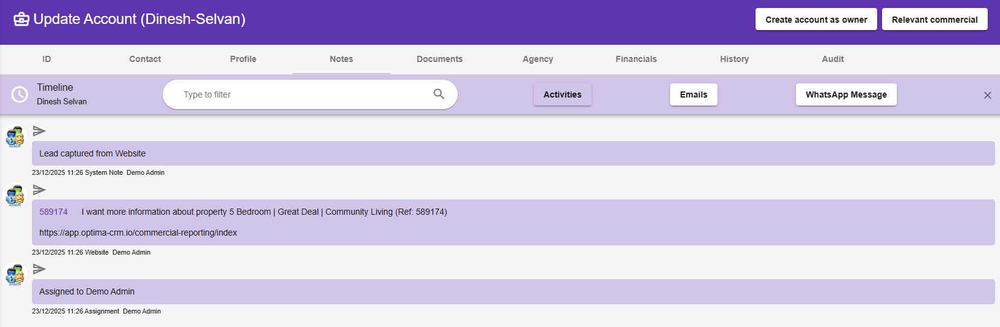 Update Account (Dinesh-Selvan)
Create account as owner
Relevant commercial
ID
Contact
Profile
Notes
Documents
Agency
Financials
History
Audit
Timeline
Dinesh Selvan
Type to filter
Activities
Emails
WhatsApp Message
ADMIN
Lead captured from Website
23/12/2025 11:26 System Note Demo Admin
ADMIN
589174 I want more information about property 5 Bedroom | Great Deal | Community Living (Ref: 589174)
https://app.optima-crm.io/commercial-reporting/index
23/12/2025 11:26 Website Demo Admin
ADMIN
Assigned to Demo Admin
23/12/2025 11:26 Assignment Demo Admin